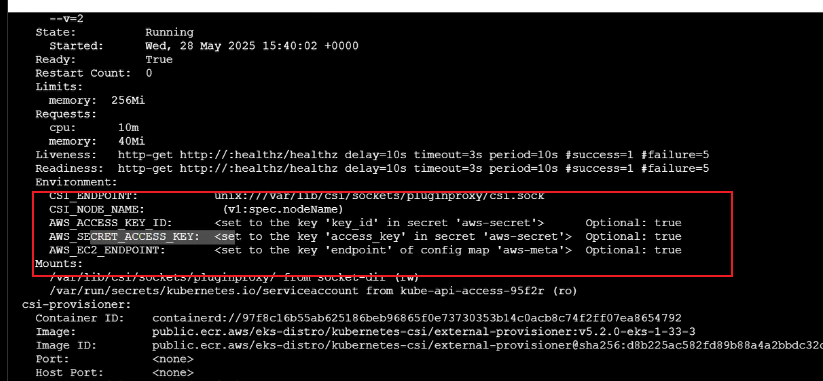 --v=2
State: Running
Started: Wed, 28 May 2025 15:40:02 +0000
Ready: True
Restart Count: 0
Limits:
memory: 256Mi
Requests:
cpu: 10m
memory: 40Mi
Liveness: http-get http://:healthz/healthz delay=10s timeout=3s period=10s #success=1 #failure=5
Readiness: http-get http://:healthz/healthz delay=10s timeout=3s period=10s #success=1 #failure=5
Environment:
CSI_ENDPOINT: unix:///var/lib/csi/sockets/pluginproxy/csi.sock
CSI_NODE_NAME: (v1:spec.nodeName)
AWS_ACCESS_KEY_ID: <set to the key 'key_id' in secret 'aws-secret'> Optional: true
AWS_SECRET_ACCESS_KEY: <set to the key 'access_key' in secret 'aws-secret'> Optional: true
AWS_EC2_ENDPOINT: <set to the key 'endpoint' of config map 'aws-meta'> Optional: true
Mounts:
/var/lib/csi/sockets/pluginproxy/ from socket-dir (rw)
/var/run/secrets/kubernetes.io/serviceaccount from kube-api-access-95f2r (ro)
csi-provisioner:
Container ID: containerd://97f8c16b55ab625186beb96865f0e73730353b14c0acb8c74f2ff07ea8654792
Image: public.ecr.aws/eks-distro/kubernetes-csi/external-provisioner:v5.2.0-eks-1-33-3
Image ID: public.ecr.aws/eks-distro/kubernetes-csi/external-provisioner@sha256:d8b225ac582fd89b88a4a2bbdc32c
Port: <none>
Host Port: <none>